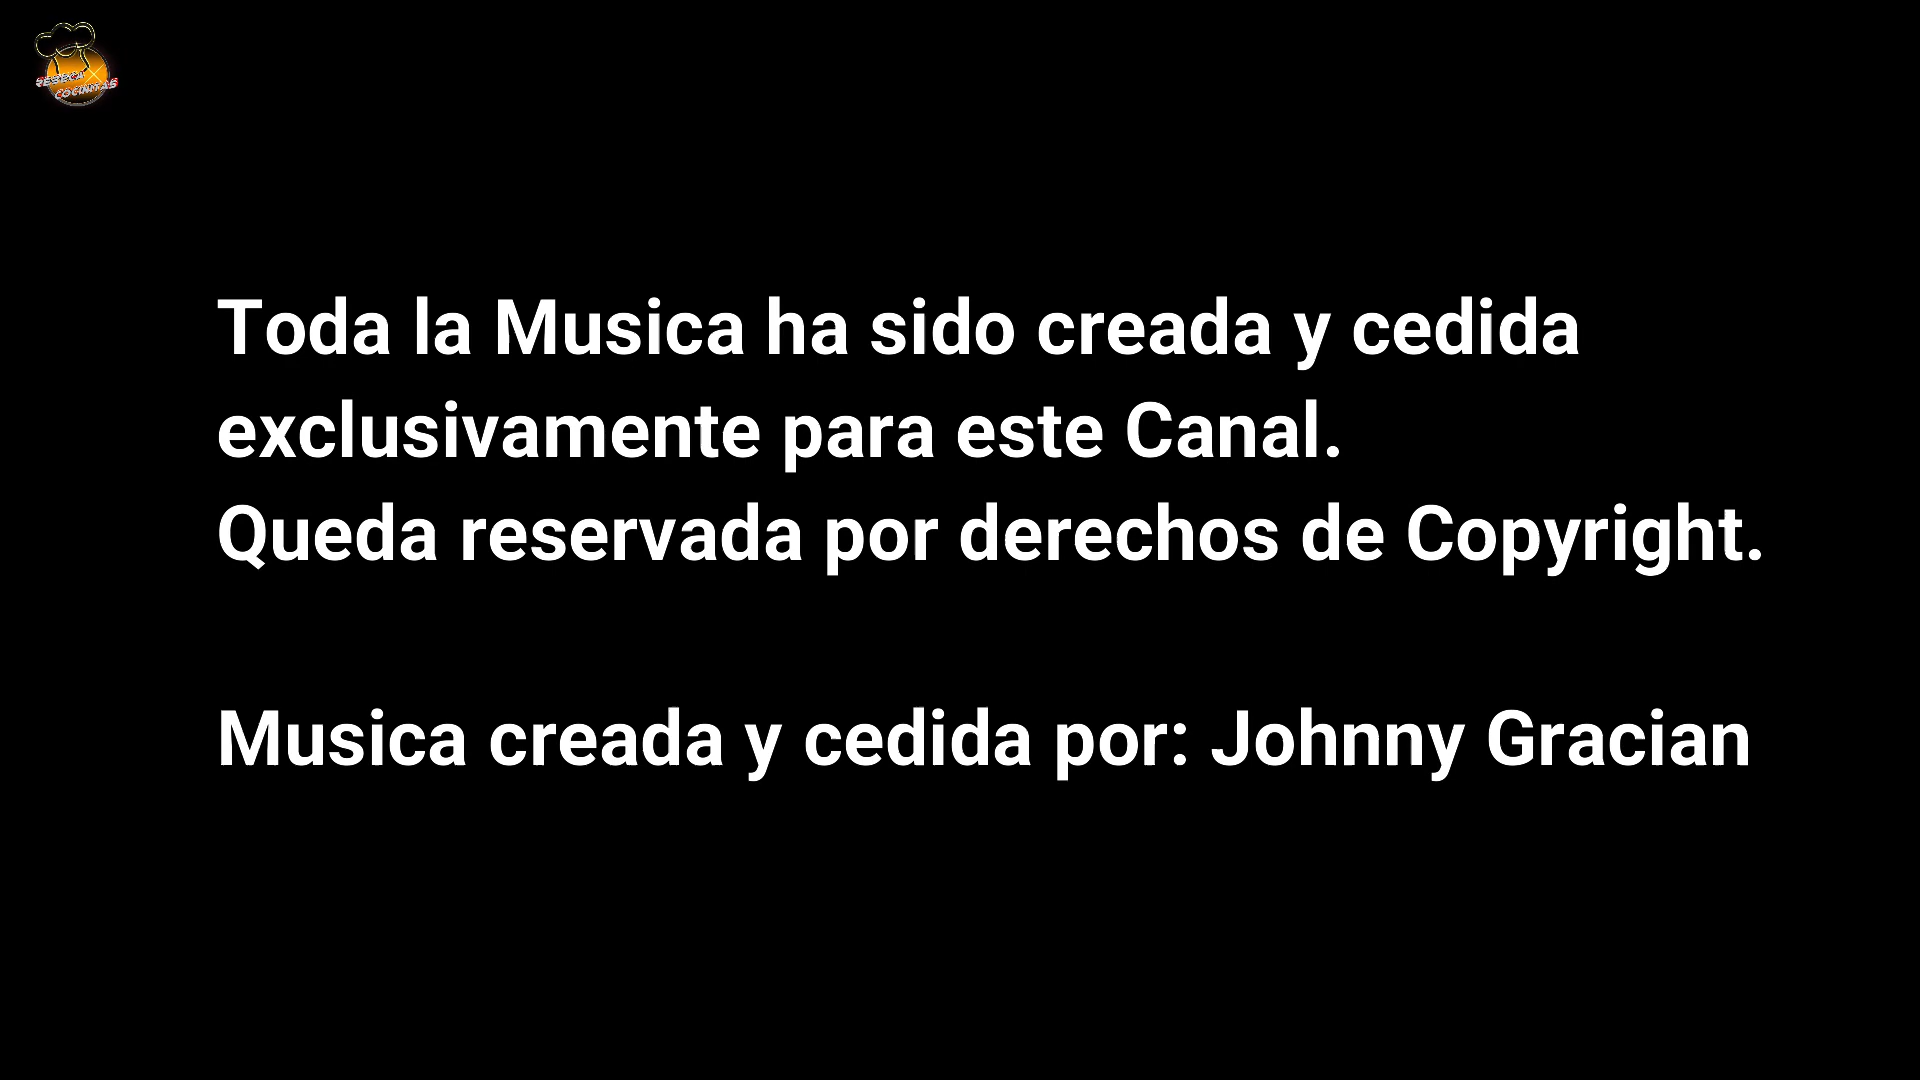 COCINITAS
Toda la Musica ha sido creada y cedida
exclusivamente para este Canal.
Queda reservada por derechos de Copyright.
Musica creada y cedida por: Johnny Gracian